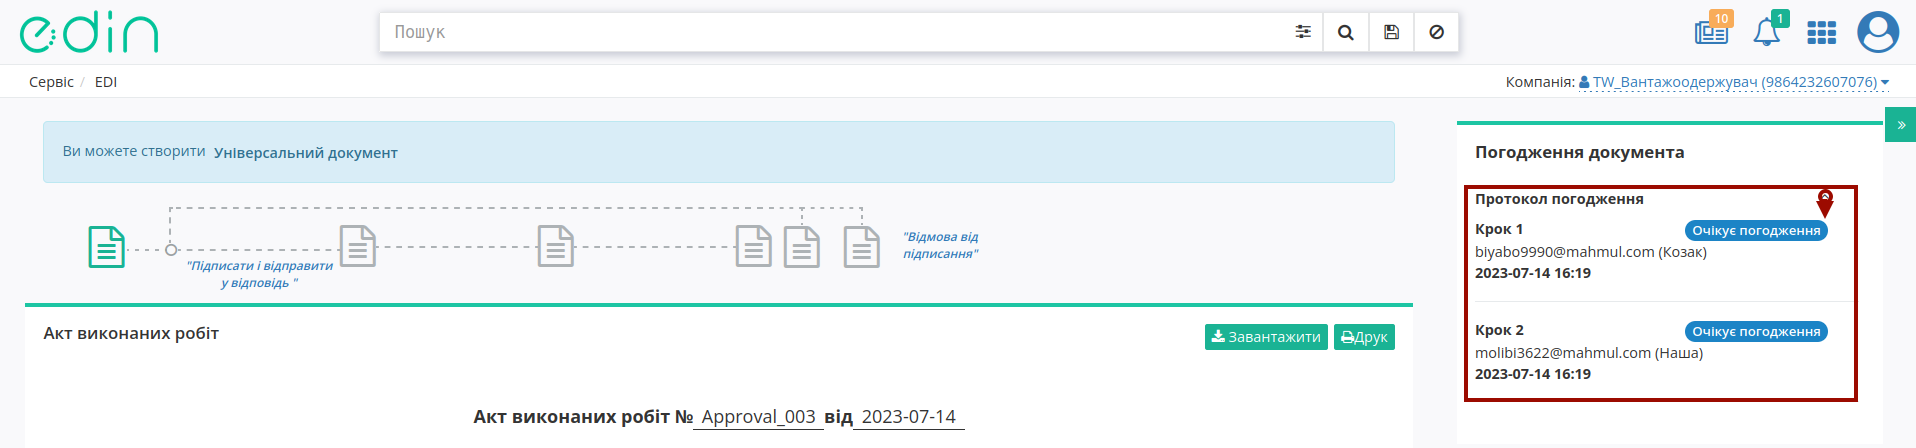 edin
Пошук
10
1
Сервіс / EDI
Компанія: TW_Вантажоодержувач (9864232607076)
Ви можете створити Універсальний документ
"Підписати і відправити
у відповідь "
"Відмова від
підписання"
Акт виконаних робіт
Завантажити
Друк
Акт виконаних робіт № Approval_003 від 2023-07-14
»
Погодження документа
Протокол погодження
Крок 1 Очікує погодження
biyabo9990@mahmul.com (Козак)
2023-07-14 16:19
Крок 2 Очікує погодження
molibi3622@mahmul.com (Наша)
2023-07-14 16:19